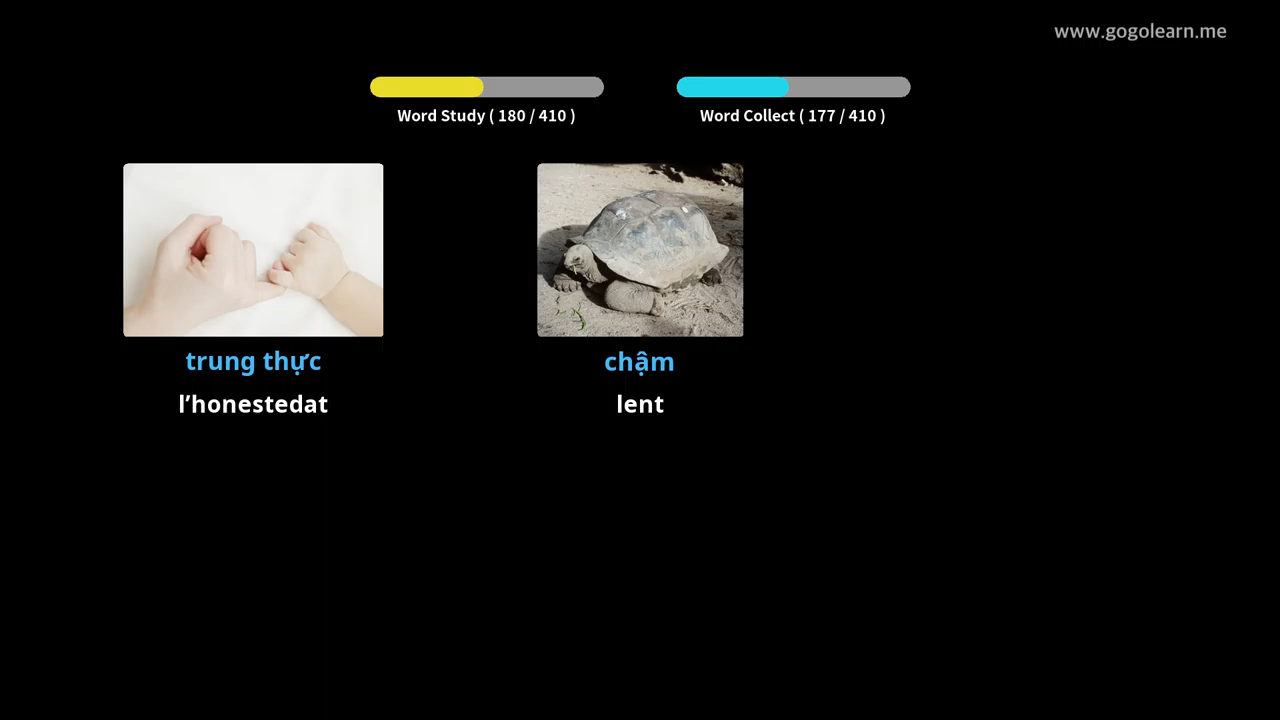 www.gogolearn.me
Word Study ( 180 / 410 )
Word Collect ( 177 / 410 )
trung thực
l’honestedat
chậm
lent